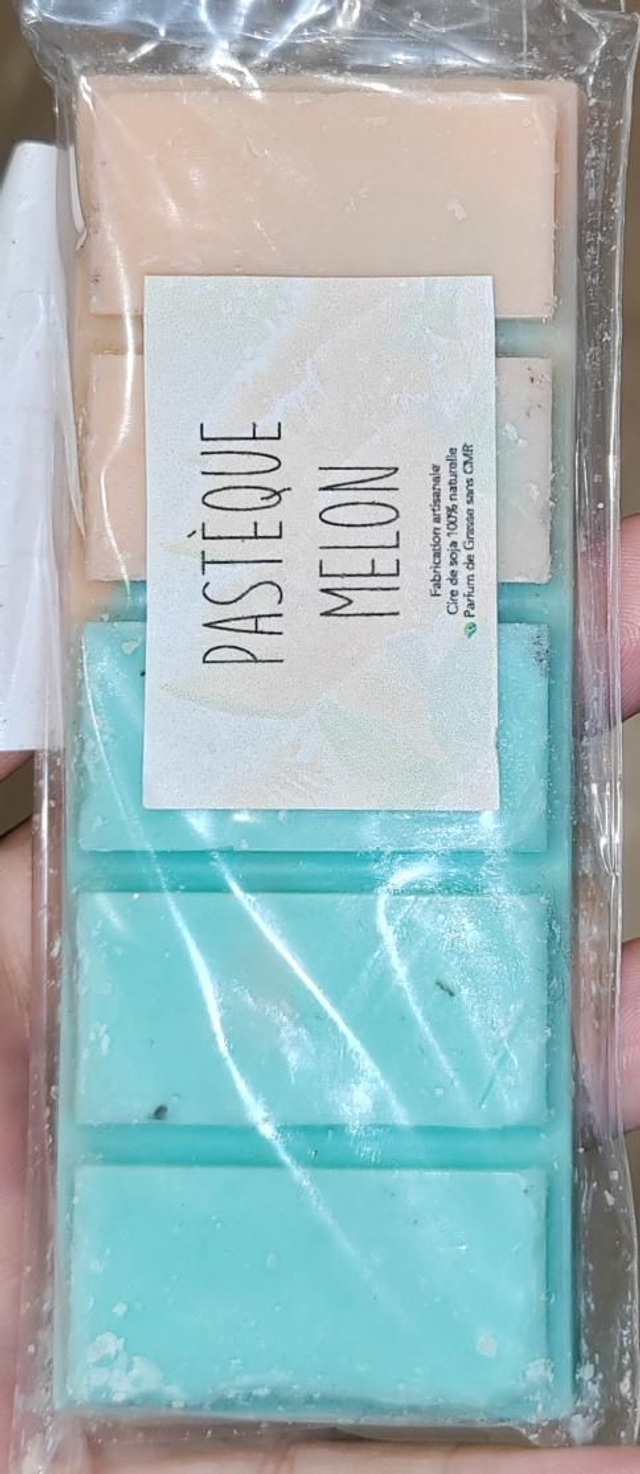 PASTÈQUE
MELON
Fabrication artisanale
Cire de soja 100% naturelle
Parfum de Grasse sans CMR